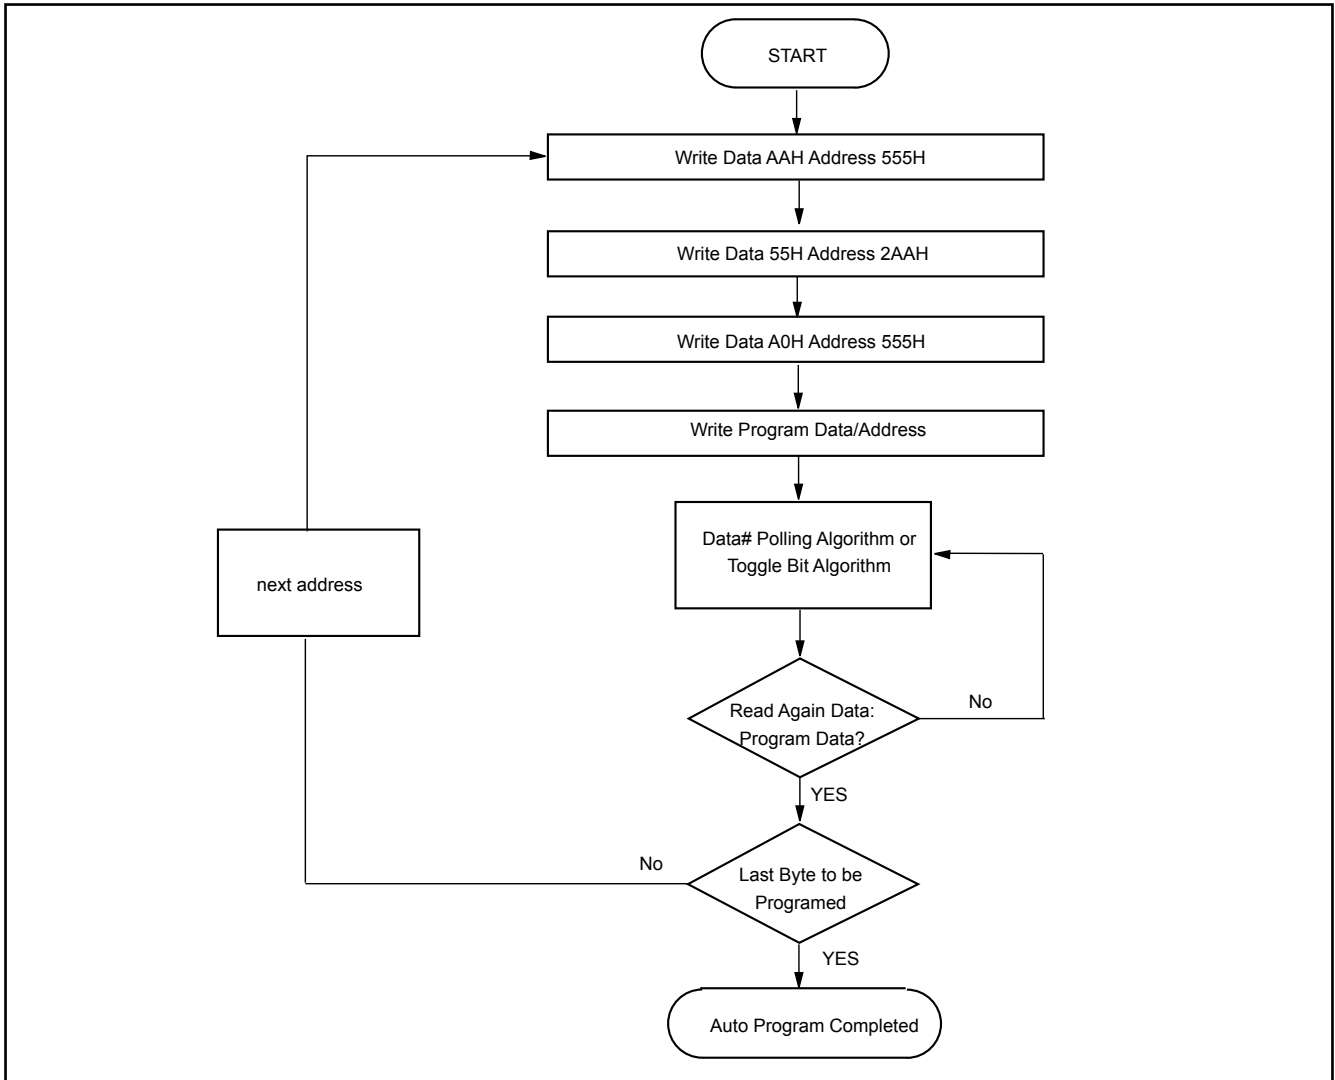 START
Write Data AAH Address 555H
Write Data 55H Address 2AAH
Write Data A0H Address 555H
Write Program Data/Address
Data# Polling Algorithm or
Toggle Bit Algorithm
next address
Read Again Data:
Program Data?
No
YES
No
Last Byte to be
Programed
YES
Auto Program Completed